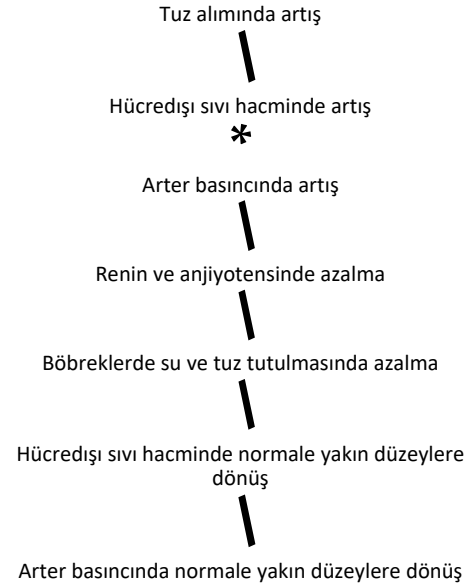 Tuz alımında artış
Hücredışı sıvı hacminde artış
*
Arter basıncında artış
Renin ve anjiyotensinde azalma
Böbreklerde su ve tuz tutulmasında azalma
Hücredışı sıvı hacminde normale yakın düzeylere
dönüş
Arter basıncında normale yakın düzeylere dönüş